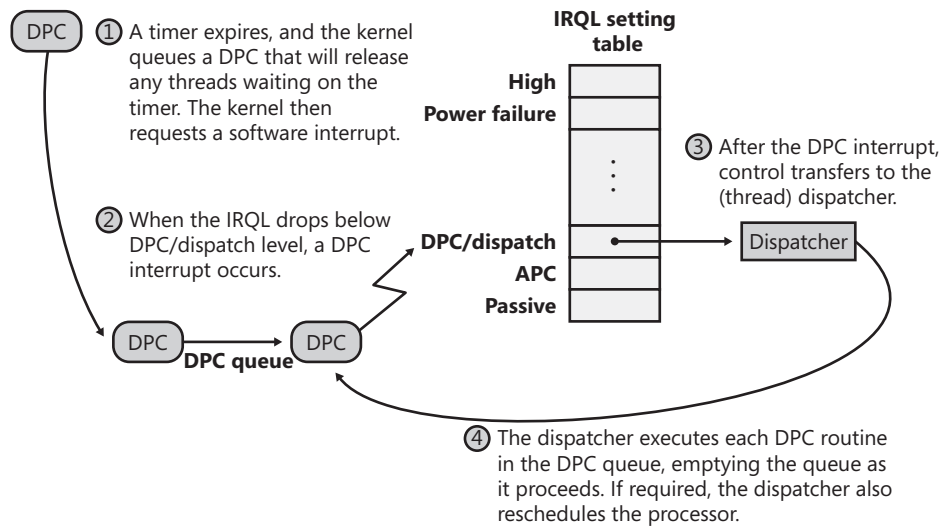 DPC
1 A timer expires, and the kernel
queues a DPC that will release
any threads waiting on the
timer. The kernel then
requests a software interrupt.
IRQL setting
table
High
Power failure
3 After the DPC interrupt,
control transfers to the
(thread) dispatcher.
2 When the IRQL drops below
DPC/dispatch level, a DPC
interrupt occurs.
DPC/dispatch
Dispatcher
APC
Passive
DPC
DPC queue
DPC
4 The dispatcher executes each DPC routine
in the DPC queue, emptying the queue as
it proceeds. If required, the dispatcher also
reschedules the processor.